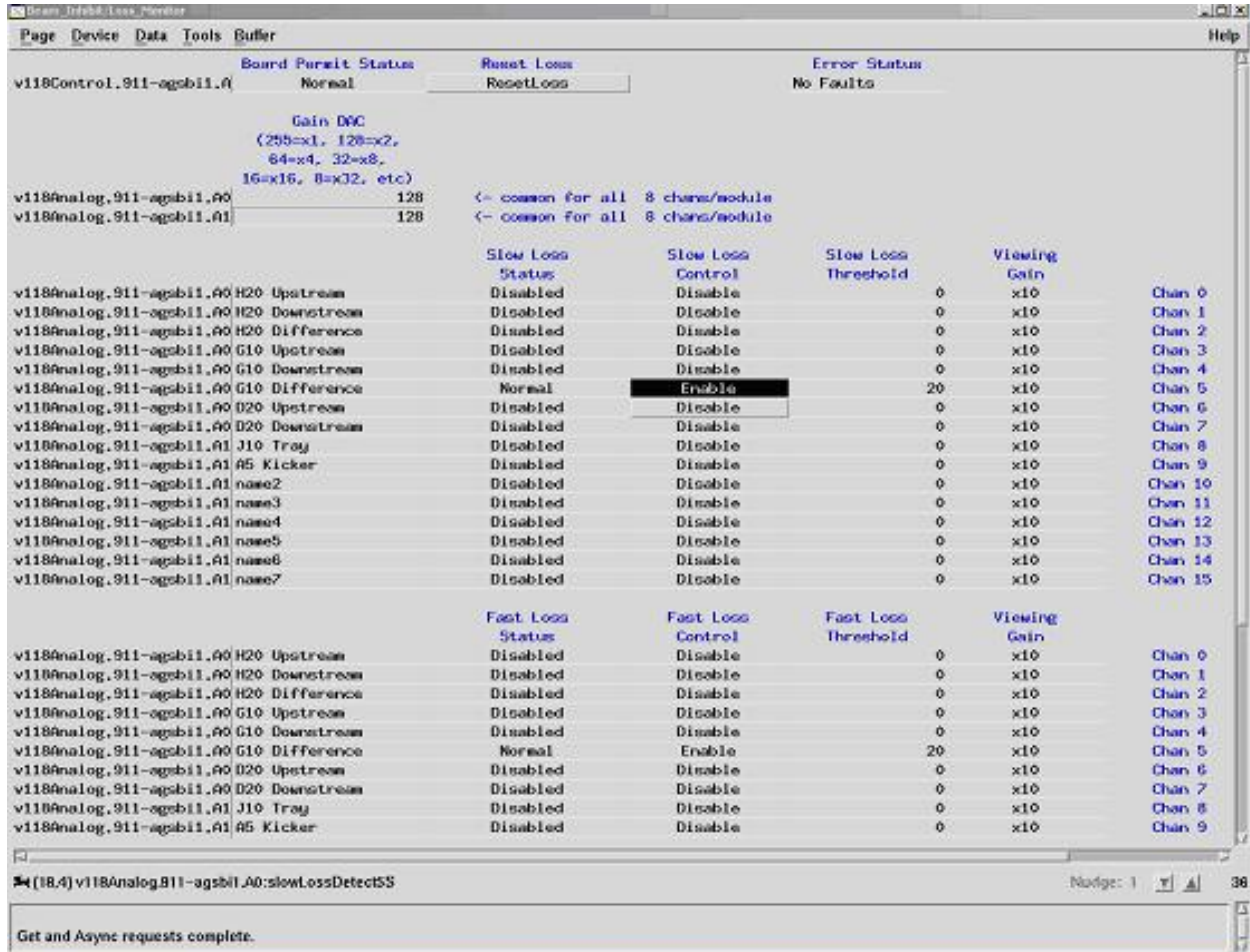 Beam_Inhibit/Loss_Monitor
Page Device Data Tools Buffer Help
Board Permit Status Reset Loss Error Status
v118Control.911-agsbi1.A Normal ResetLoss No Faults
Gain DAC
(255=x1, 128=x2,
64=x4, 32=x8,
16=x16, 8=x32, etc)
v118Analog.911-agsbi1.A0 128 <- common for all 8 chans/module
v118Analog.911-agsbi1.A1 128 <- common for all 8 chans/module
Slow Loss Slow Loss Slow Loss Viewing
Status Control Threshold Gain
v118Analog.911-agsbi1.A0 H20 Upstream Disabled Disable 0 x10 Chan 0
v118Analog.911-agsbi1.A0 H20 Downstream Disabled Disable 0 x10 Chan 1
v118Analog.911-agsbi1.A0 H20 Difference Disabled Disable 0 x10 Chan 2
v118Analog.911-agsbi1.A0 G10 Upstream Disabled Disable 0 x10 Chan 3
v118Analog.911-agsbi1.A0 G10 Downstream Disabled Disable 0 x10 Chan 4
v118Analog.911-agsbi1.A0 G10 Difference Normal Enable 20 x10 Chan 5
v118Analog.911-agsbi1.A0 D20 Upstream Disabled Disable 0 x10 Chan 6
v118Analog.911-agsbi1.A0 D20 Downstream Disabled Disable 0 x10 Chan 7
v118Analog.911-agsbi1.A1 J10 Tray Disabled Disable 0 x10 Chan 8
v118Analog.911-agsbi1.A1 A5 Kicker Disabled Disable 0 x10 Chan 9
v118Analog.911-agsbi1.A1 name2 Disabled Disable 0 x10 Chan 10
v118Analog.911-agsbi1.A1 name3 Disabled Disable 0 x10 Chan 11
v118Analog.911-agsbi1.A1 name4 Disabled Disable 0 x10 Chan 12
v118Analog.911-agsbi1.A1 name5 Disabled Disable 0 x10 Chan 13
v118Analog.911-agsbi1.A1 name6 Disabled Disable 0 x10 Chan 14
v118Analog.911-agsbi1.A1 name7 Disabled Disable 0 x10 Chan 15
Fast Loss Fast Loss Fast Loss Viewing
Status Control Threshold Gain
v118Analog.911-agsbi1.A0 H20 Upstream Disabled Disable 0 x10 Chan 0
v118Analog.911-agsbi1.A0 H20 Downstream Disabled Disable 0 x10 Chan 1
v118Analog.911-agsbi1.A0 H20 Difference Disabled Disable 0 x10 Chan 2
v118Analog.911-agsbi1.A0 G10 Upstream Disabled Disable 0 x10 Chan 3
v118Analog.911-agsbi1.A0 G10 Downstream Disabled Disable 0 x10 Chan 4
v118Analog.911-agsbi1.A0 G10 Difference Normal Enable 20 x10 Chan 5
v118Analog.911-agsbi1.A0 D20 Upstream Disabled Disable 0 x10 Chan 6
v118Analog.911-agsbi1.A0 D20 Downstream Disabled Disable 0 x10 Chan 7
v118Analog.911-agsbi1.A1 J10 Tray Disabled Disable 0 x10 Chan 8
v118Analog.911-agsbi1.A1 A5 Kicker Disabled Disable 0 x10 Chan 9
(18,4) v118Analog.911-agsbi1.A0:slowLossDetectSS Nudge: 1 36
Get and Async requests complete.